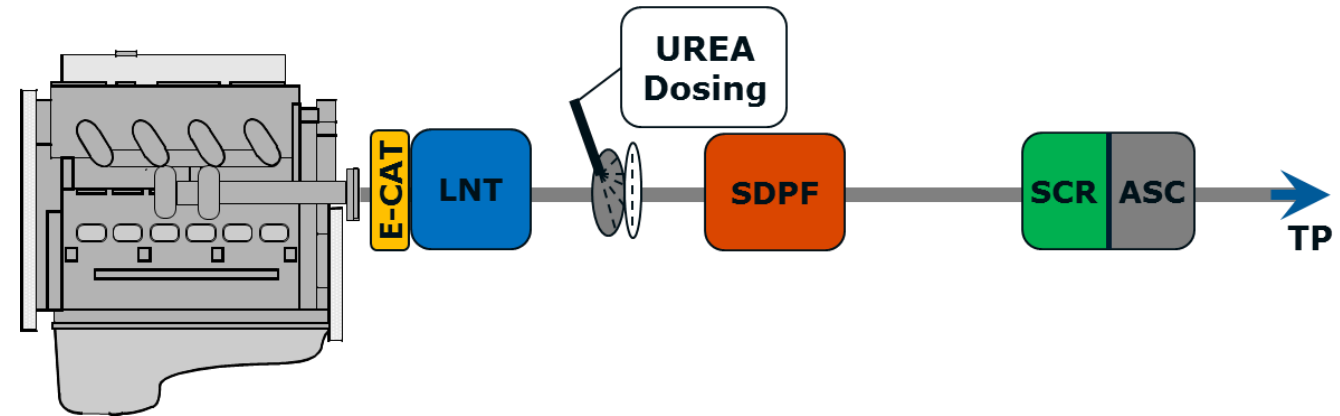 UREA
Dosing
E-CAT
LNT
SDPF
SCR
ASC
TP